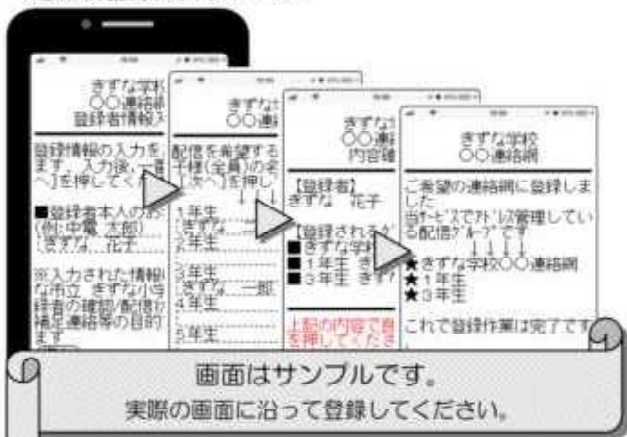 きずな学校
○○連絡網
登録者情報入
登録情報の入力を
ます。入力後、一番
へ]を押してくだ
■登録者本人のお
(例:中電 太郎)
きずな 花子
※入力された情報
な市立 きずな小学
録者の確認/配信
補足連絡等の目的
ます
きずな
○○連
配信を希望する
子様(全員)の名
[次へ]を押し
↓↓↓
1年生
きずな
2年生
3年生
きずな 一郎
4年生
5年生
きずな
○○連
内容確
【登録者】
きずな 花子
【登録される
■きずな学校
■1年生 き
■3年生 きずな
上記の内容で良
を押してくださ
きずな学校
○○連絡網
ご希望の連絡網に登録しま
した
当サービスでアドレス管理してい
る配信グループです
↓↓↓↓
★きずな学校○○連絡網
★1年生
★3年生
これで登録作業は完了です
画面はサンプルです。
実際の画面に沿って登録してください。